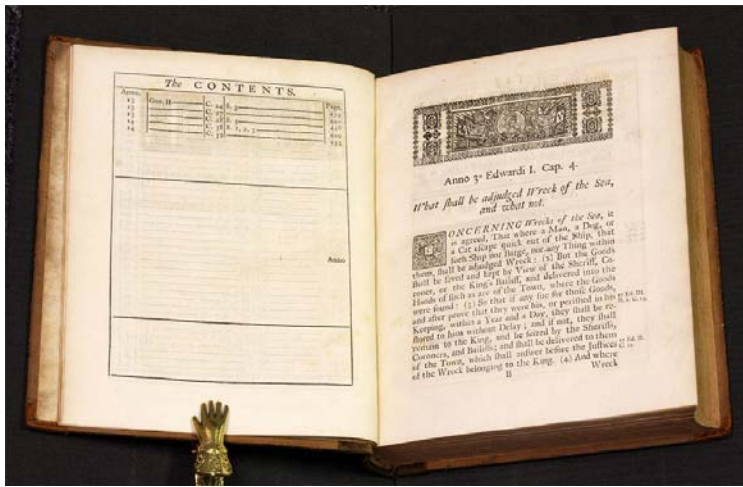 The CONTENTS.
Anno. Page.
13 Geo. II C. 24 S. 3
13
13
14
14
Anno
Anno 3º Edwardi I. Cap. 4.
What shall be adjudged Wreck of the Sea,
and what not.
CONCERNING Wrecks of the Sea, it
is agreed, That where a Man, a Dog, or
a Cat escape quick out of the Ship, that
such Ship nor Barge, nor any Thing within
them, shall be adjudged Wreck: (2) But the Goods
shall be saved and kept by View of the Sheriff, Co-
roner, or the King's Bailiff, and delivered into the
Hands of such as are of the Town, where the Goods
were found: (3) So that if any sue for those Goods,
and after prove that they were his, or perished in his
Keeping, within a Year and a Day, they shall be re-
stored to him without Delay; and if not, they shall
remain to the King, and be seized by the Sheriffs,
Coroners, and Bailiffs; and shall be delivered to them
of the Town, which shall answer before the Justices
of the Wreck belonging to the King. (4) And where
B Wreck